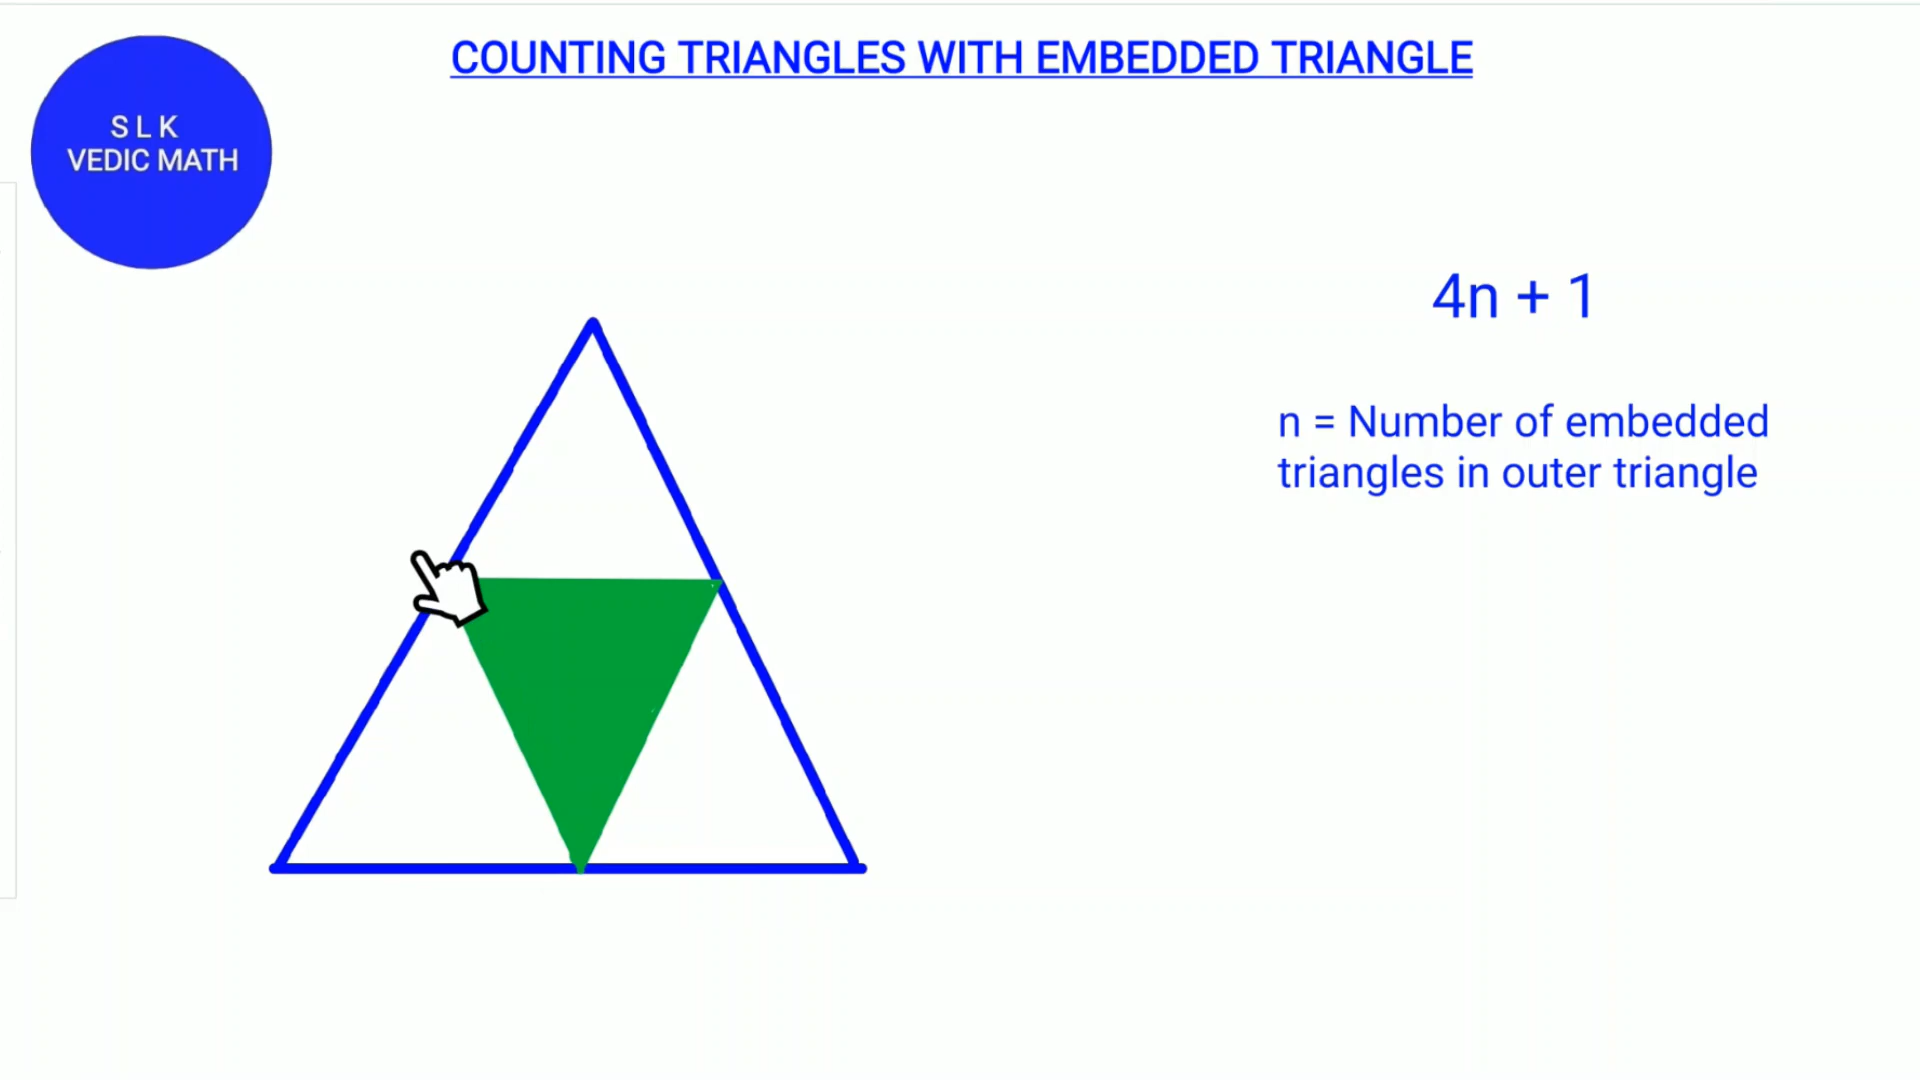 COUNTING TRIANGLES WITH EMBEDDED TRIANGLE
S L K
VEDIC MATH
4n + 1
n = Number of embedded
triangles in outer triangle